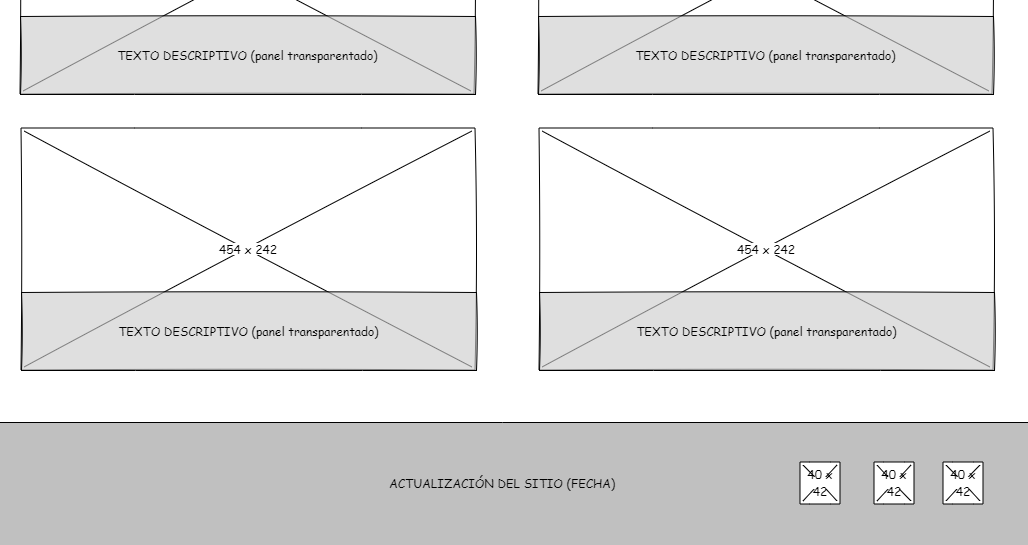 TEXTO DESCRIPTIVO (panel transparentado)
TEXTO DESCRIPTIVO (panel transparentado)
454 x 242
454 x 242
TEXTO DESCRIPTIVO (panel transparentado)
TEXTO DESCRIPTIVO (panel transparentado)
ACTUALIZACIÓN DEL SITIO (FECHA)
40 x
42
40 x
42
40 x
42